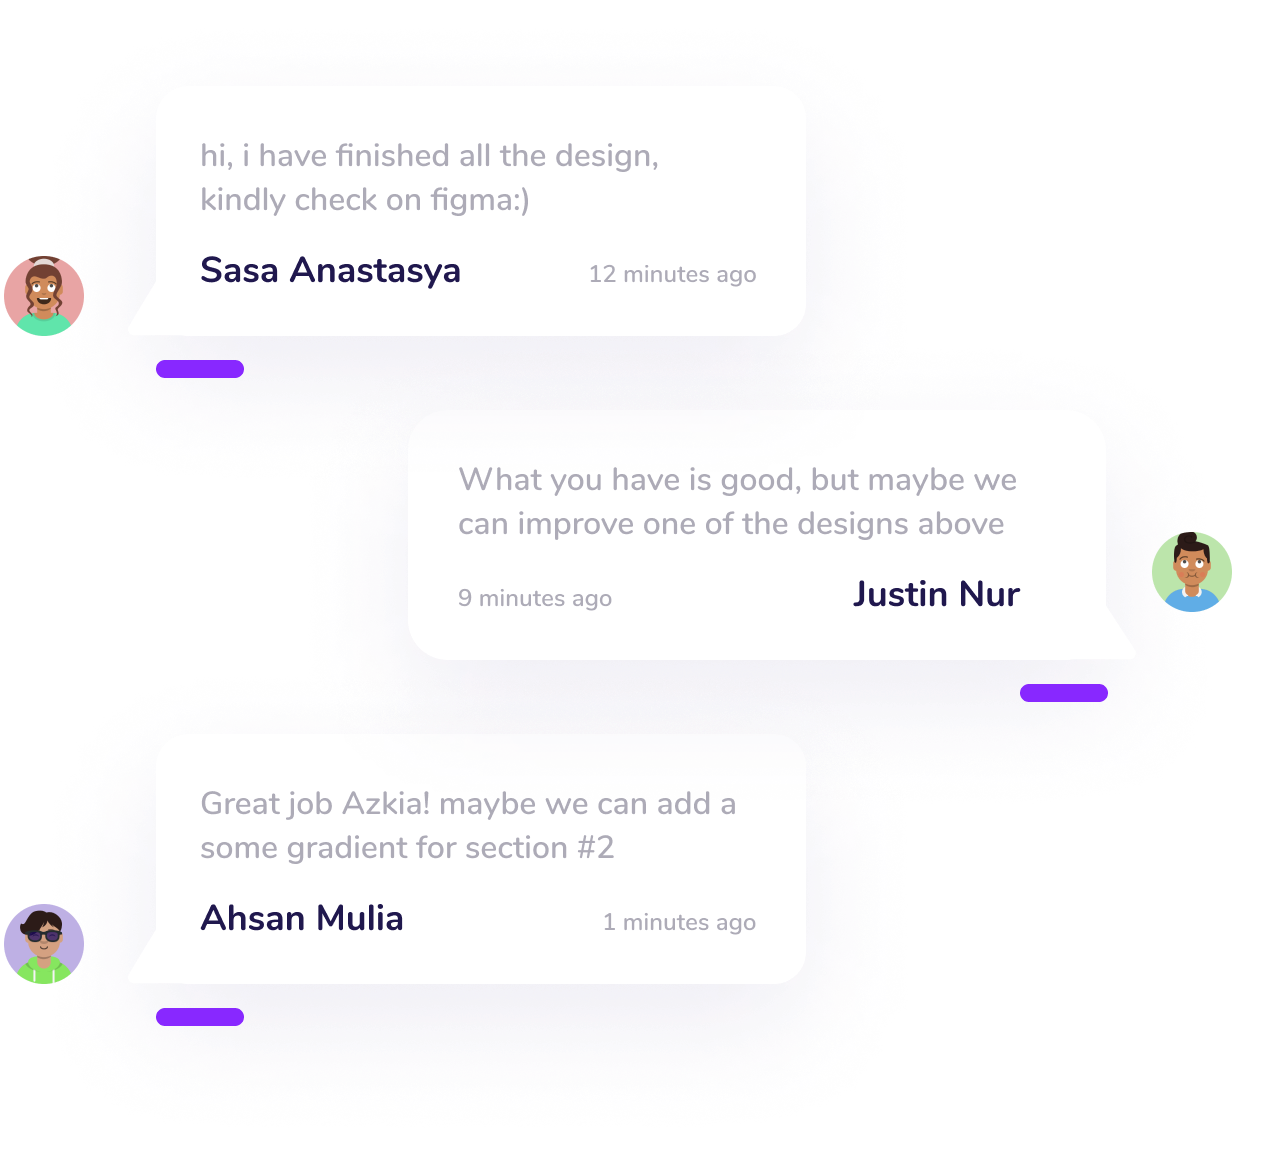 hi, i have finished all the design,
kindly check on figma:)
Sasa Anastasya
12 minutes ago
What you have is good, but maybe we
can improve one of the designs above
9 minutes ago
Justin Nur
Great job Azkia! maybe we can add a
some gradient for section #2
Ahsan Mulia
1 minutes ago